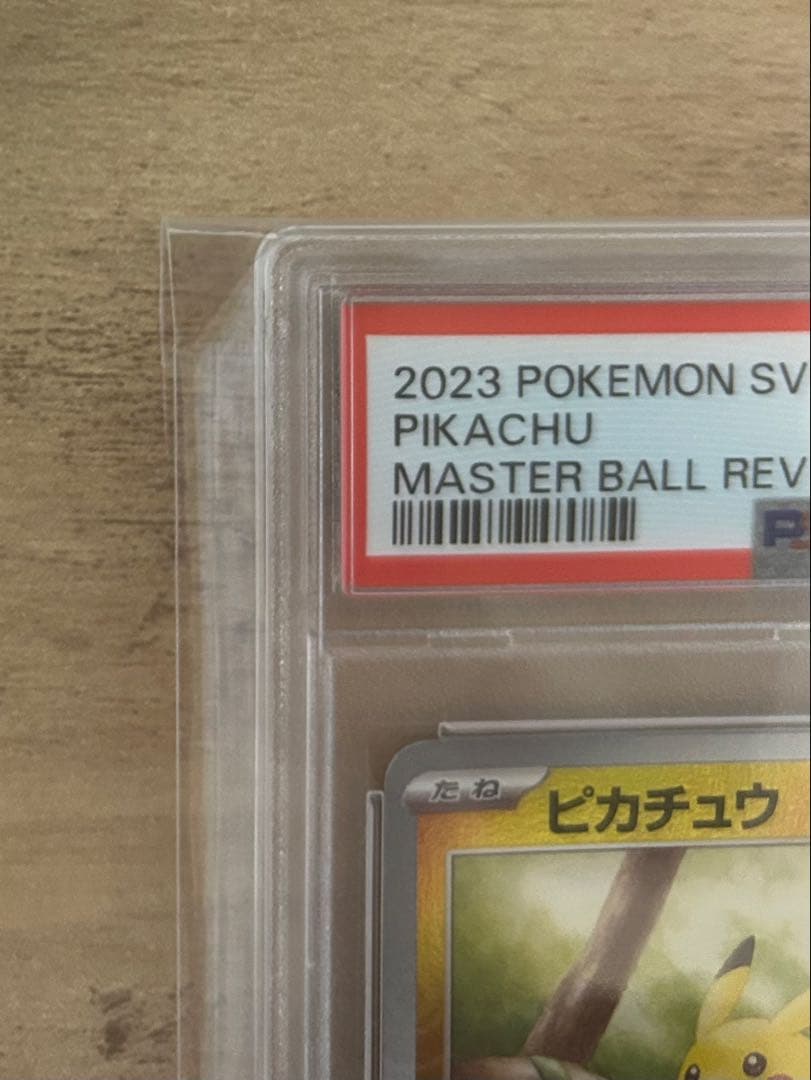 2023 POKEMON SV
PIKACHU
MASTER BALL REV
P
たね
ピカチュウ